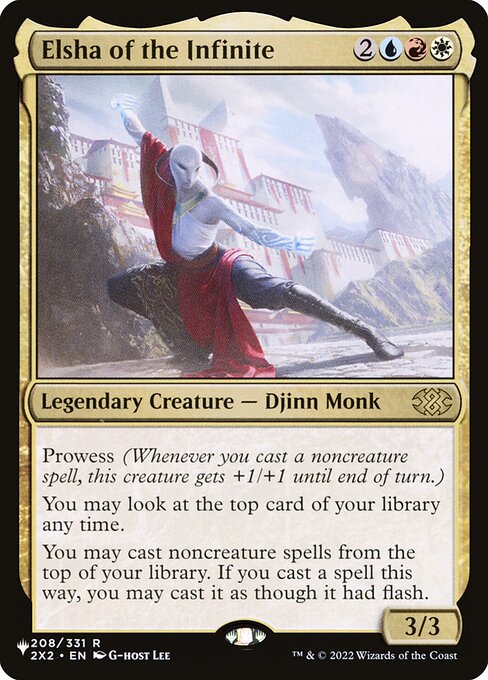 Elsha of the Infinite 2
Legendary Creature — Djinn Monk
Prowess (Whenever you cast a noncreature
spell, this creature gets +1/+1 until end of turn.)
You may look at the top card of your library
any time.
You may cast noncreature spells from the
top of your library. If you cast a spell this
way, you may cast it as though it had flash.
3/3
208/331 R
2X2 • EN G-HOST LEE
™ & © 2022 Wizards of the Coast